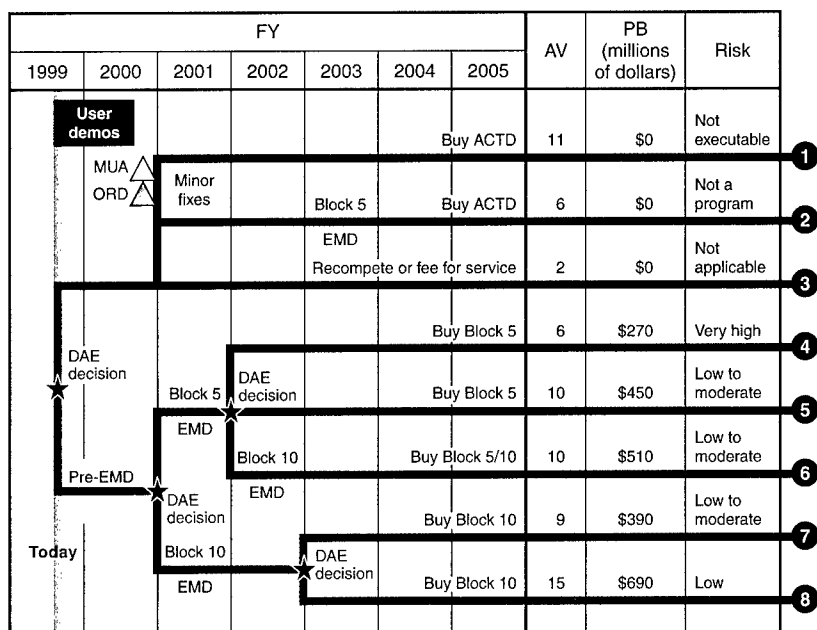 FY
AV
PB
(millions
of dollars)
Risk
1999 2000 2001 2002 2003 2004 2005
User
demos
MUA
ORD
Minor
fixes
Buy ACTD 11 $0 Not
executable
1
Block 5 Buy ACTD 6 $0 Not a
program
2
EMD
Recompete or fee for service 2 $0 Not
applicable
3
Buy Block 5 6 $270 Very high
4
DAE
decision
DAE
decision
Block 5 Buy Block 5 10 $450 Low to
moderate
5
EMD
Block 10 Buy Block 5/10 10 $510 Low to
moderate
6
EMD
Pre-EMD
DAE
decision
Buy Block 10 9 $390 Low to
moderate
7
Today
Block 10
DAE
decision
EMD
Buy Block 10 15 $690 Low
8